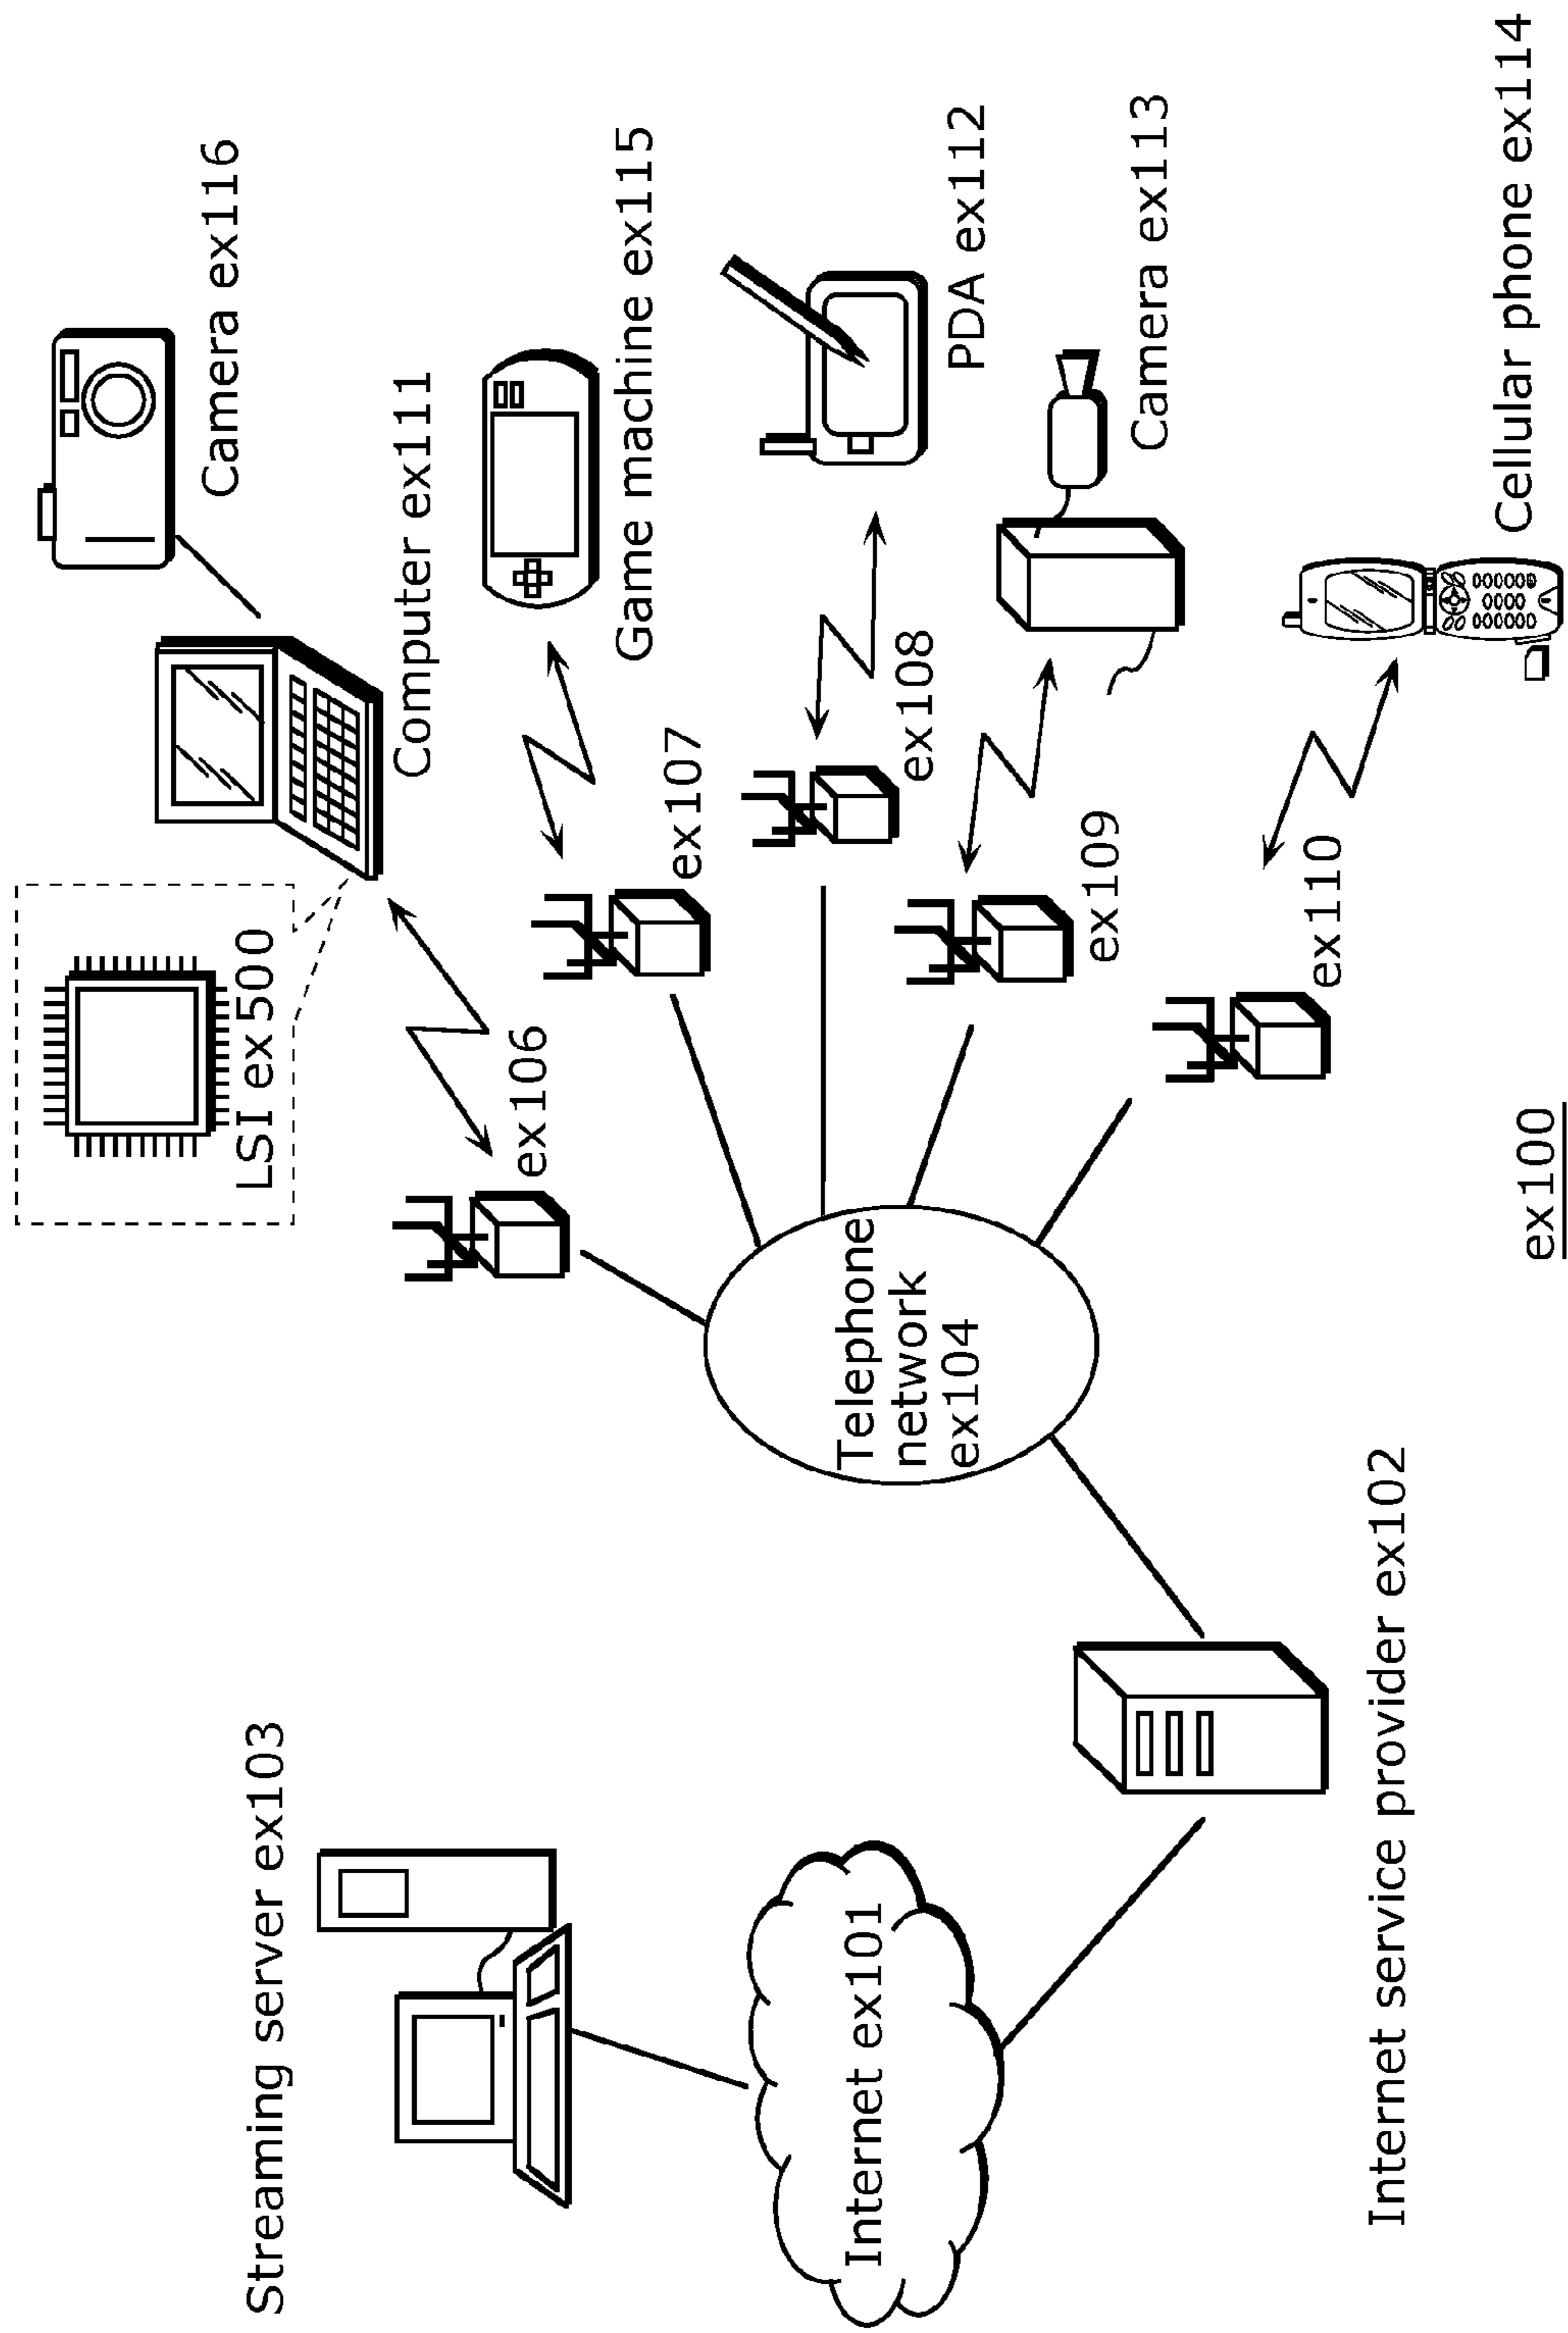 Streaming server ex103
LSI ex500
Camera ex116
Computer ex111
ex106
Game machine ex115
ex107
Internet ex101
Telephone
network
ex104
PDA ex112
ex108
Camera ex113
ex109
Internet service provider ex102
ex110
Cellular phone ex114
ex100